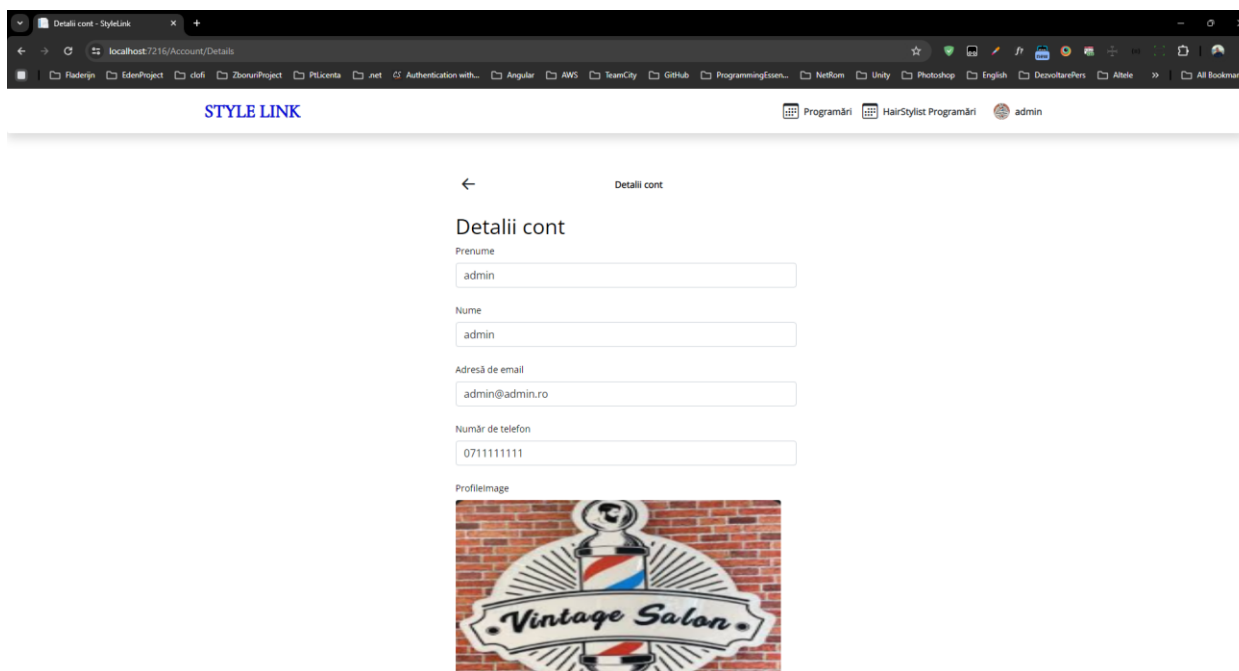 Detalii cont - StyleLink
localhost:7216/Account/Details
Fladerijn EdenProject clofi ZboruriProject PtLicenta .net Authentication with... Angular AWS TeamCity GitHub ProgrammingEssen... NetRom Unity Photoshop English DezvoltarePers Altele All Bookmar
STYLE LINK Programări HairStylist Programări admin
Detalii cont
Detalii cont
Prenume
admin
Nume
admin
Adresă de email
admin@admin.ro
Număr de telefon
0711111111
Profileimage
Vintage Salon